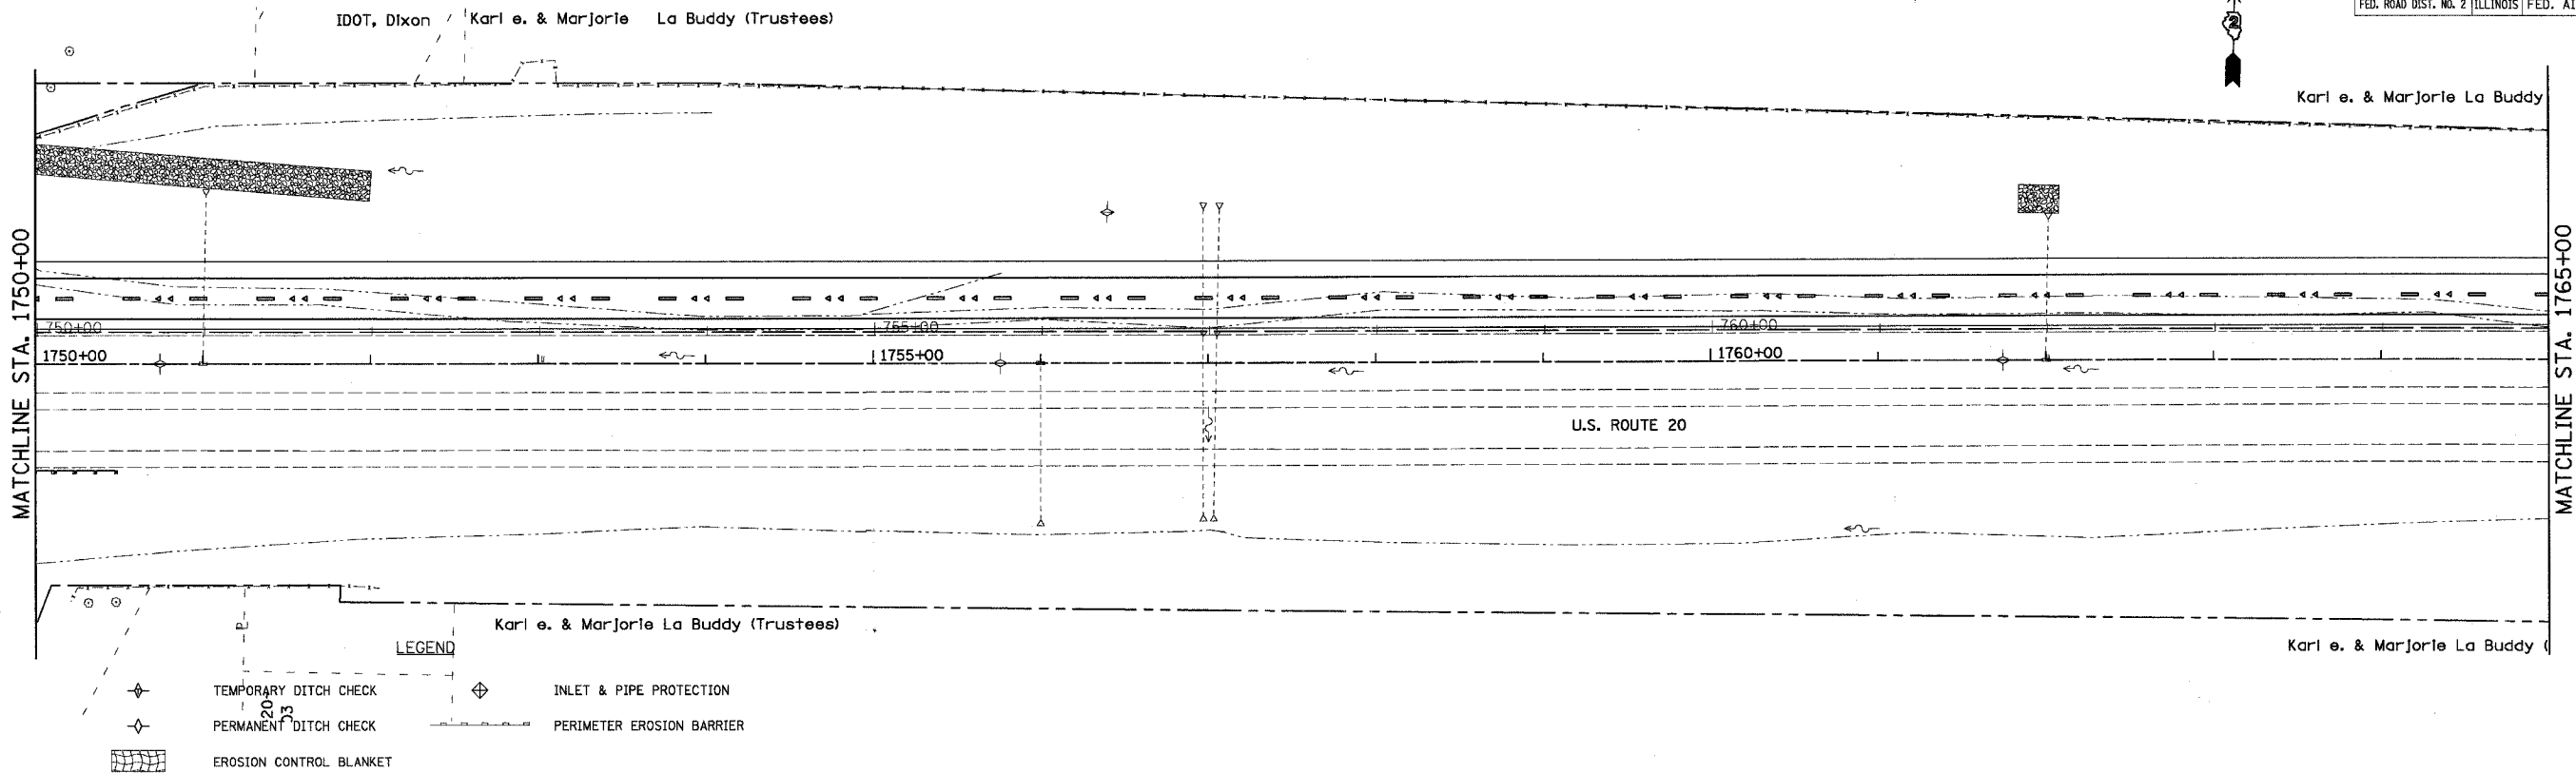 IDOT, Dixon
Karl e. & Marjorie La Buddy (Trustees)
FED. ROAD DIST. NO. 2 ILLINOIS FED. AI
2
Karl e. & Marjorie La Buddy
MATCHLINE STA. 1750+00
MATCHLINE STA. 1765+00
1750+00 1755+00 1760+00
1750+00 1755+00 1760+00
U.S. ROUTE 20
Karl e. & Marjorie La Buddy (Trustees)
Karl e. & Marjorie La Buddy (
LEGEND
TEMPORARY DITCH CHECK
INLET & PIPE PROTECTION
PERMANENT DITCH CHECK
PERIMETER EROSION BARRIER
EROSION CONTROL BLANKET